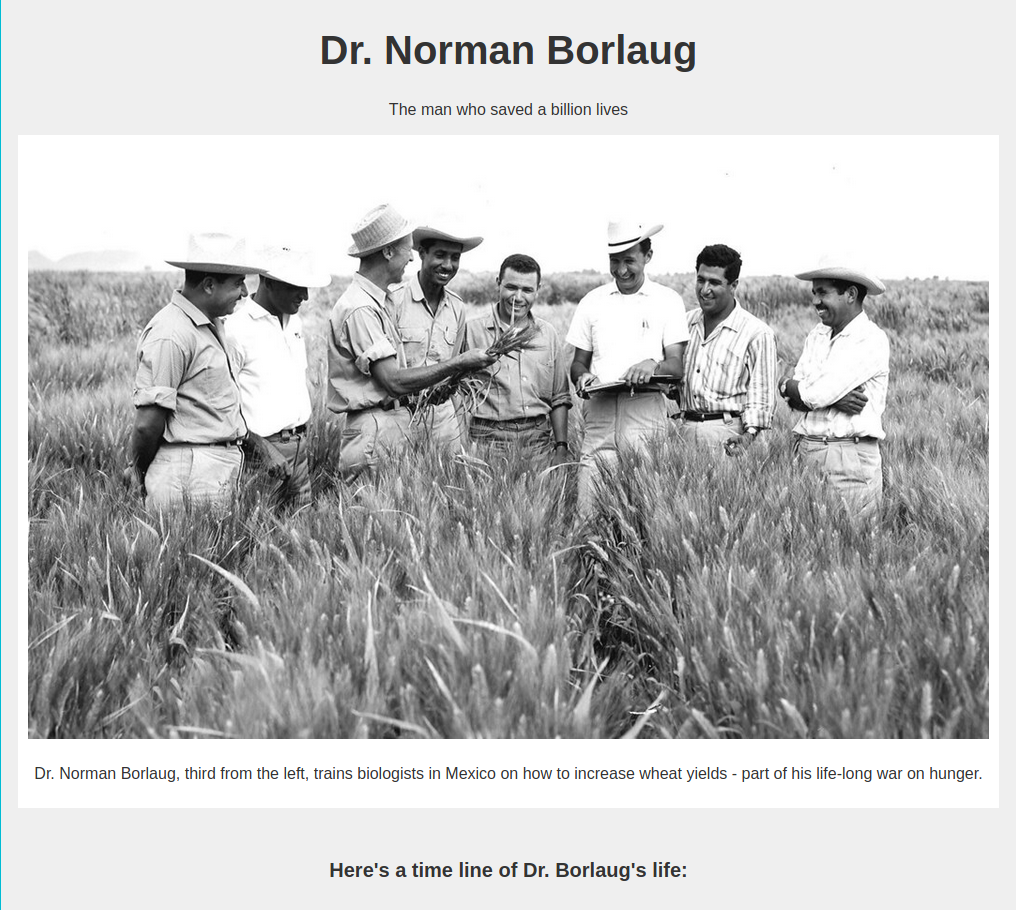 Dr. Norman Borlaug
The man who saved a billion lives
Dr. Norman Borlaug, third from the left, trains biologists in Mexico on how to increase wheat yields - part of his life-long war on hunger.
Here's a time line of Dr. Borlaug's life: